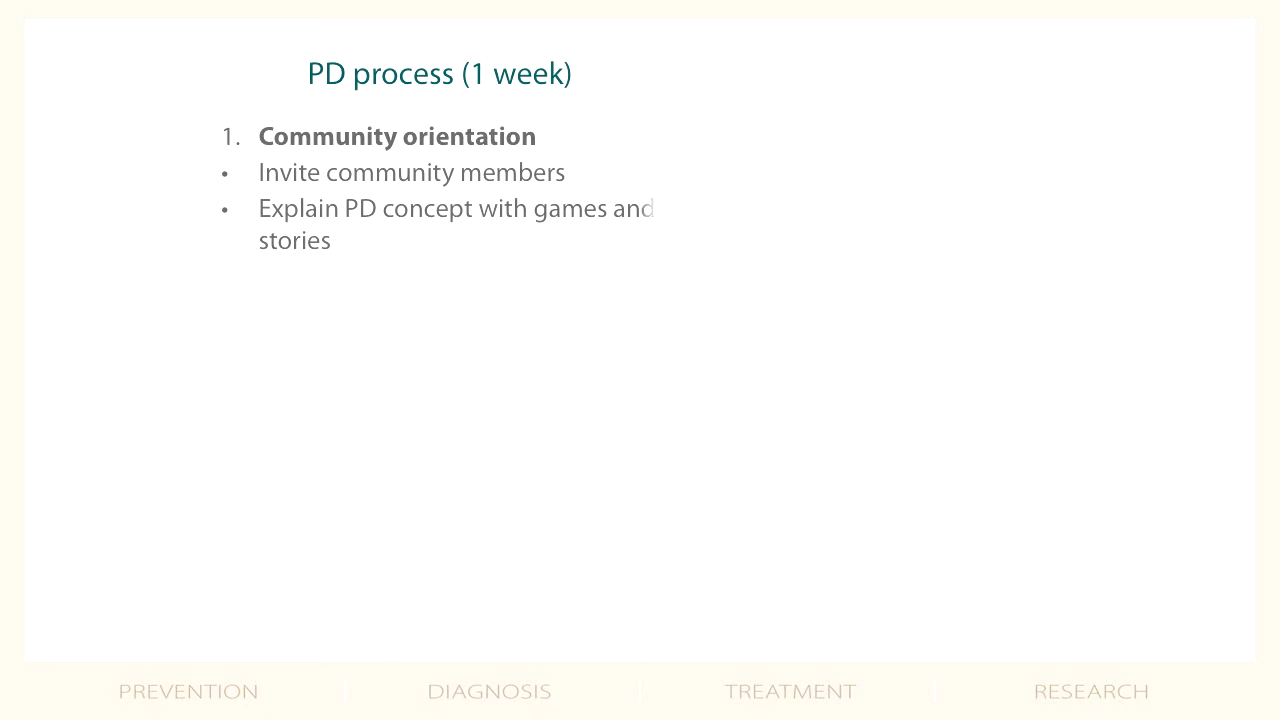 PD process (1 week)
1. Community orientation
• Invite community members
• Explain PD concept with games and
stories
PREVENTION DIAGNOSIS TREATMENT RESEARCH